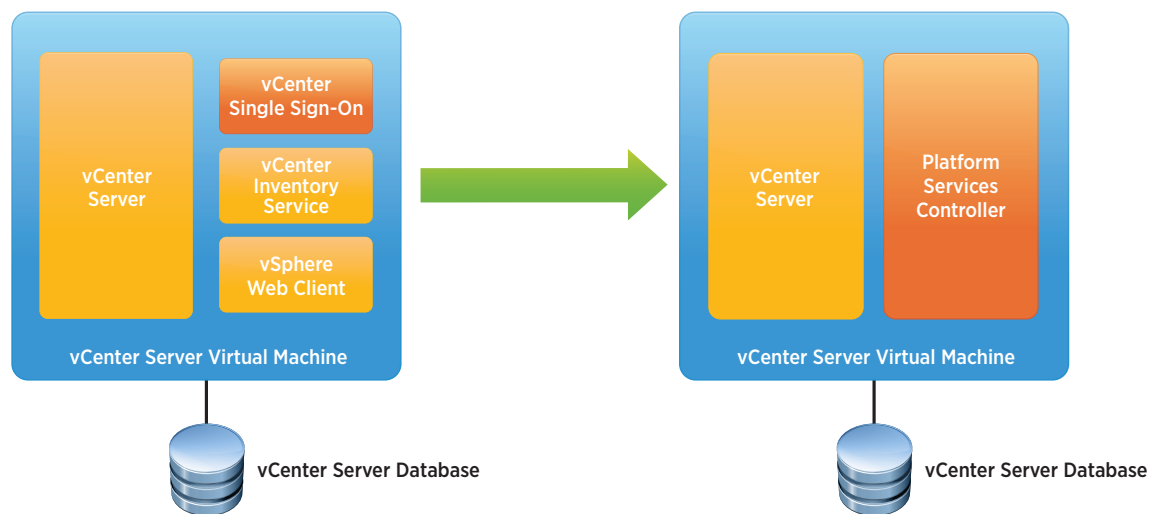 vCenter
Server
vCenter
Single Sign-On
vCenter
Inventory
Service
vSphere
Web Client
vCenter Server Virtual Machine
vCenter Server Database
vCenter
Server
Platform
Services
Controller
vCenter Server Virtual Machine
vCenter Server Database